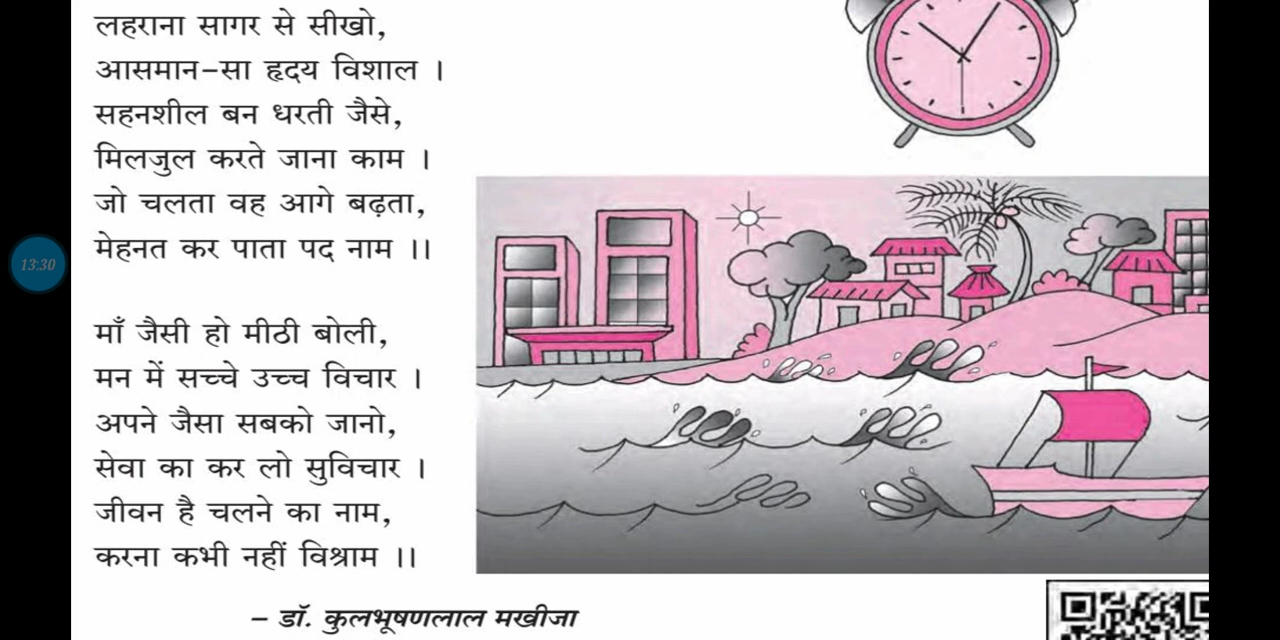 लहराना सागर से सीखो,
आसमान-सा हृदय विशाल ।
सहनशील बन धरती जैसे,
मिलजुल करते जाना काम ।
जो चलता वह आगे बढ़ता,
मेहनत कर पाता पद नाम ।।
13:30
माँ जैसी हो मीठी बोली,
मन में सच्चे उच्च विचार ।
अपने जैसा सबको जानो,
सेवा का कर लो सुविचार ।
जीवन है चलने का नाम,
करना कभी नहीं विश्राम ।।
– डॉ. कुलभूषणलाल मखीजा